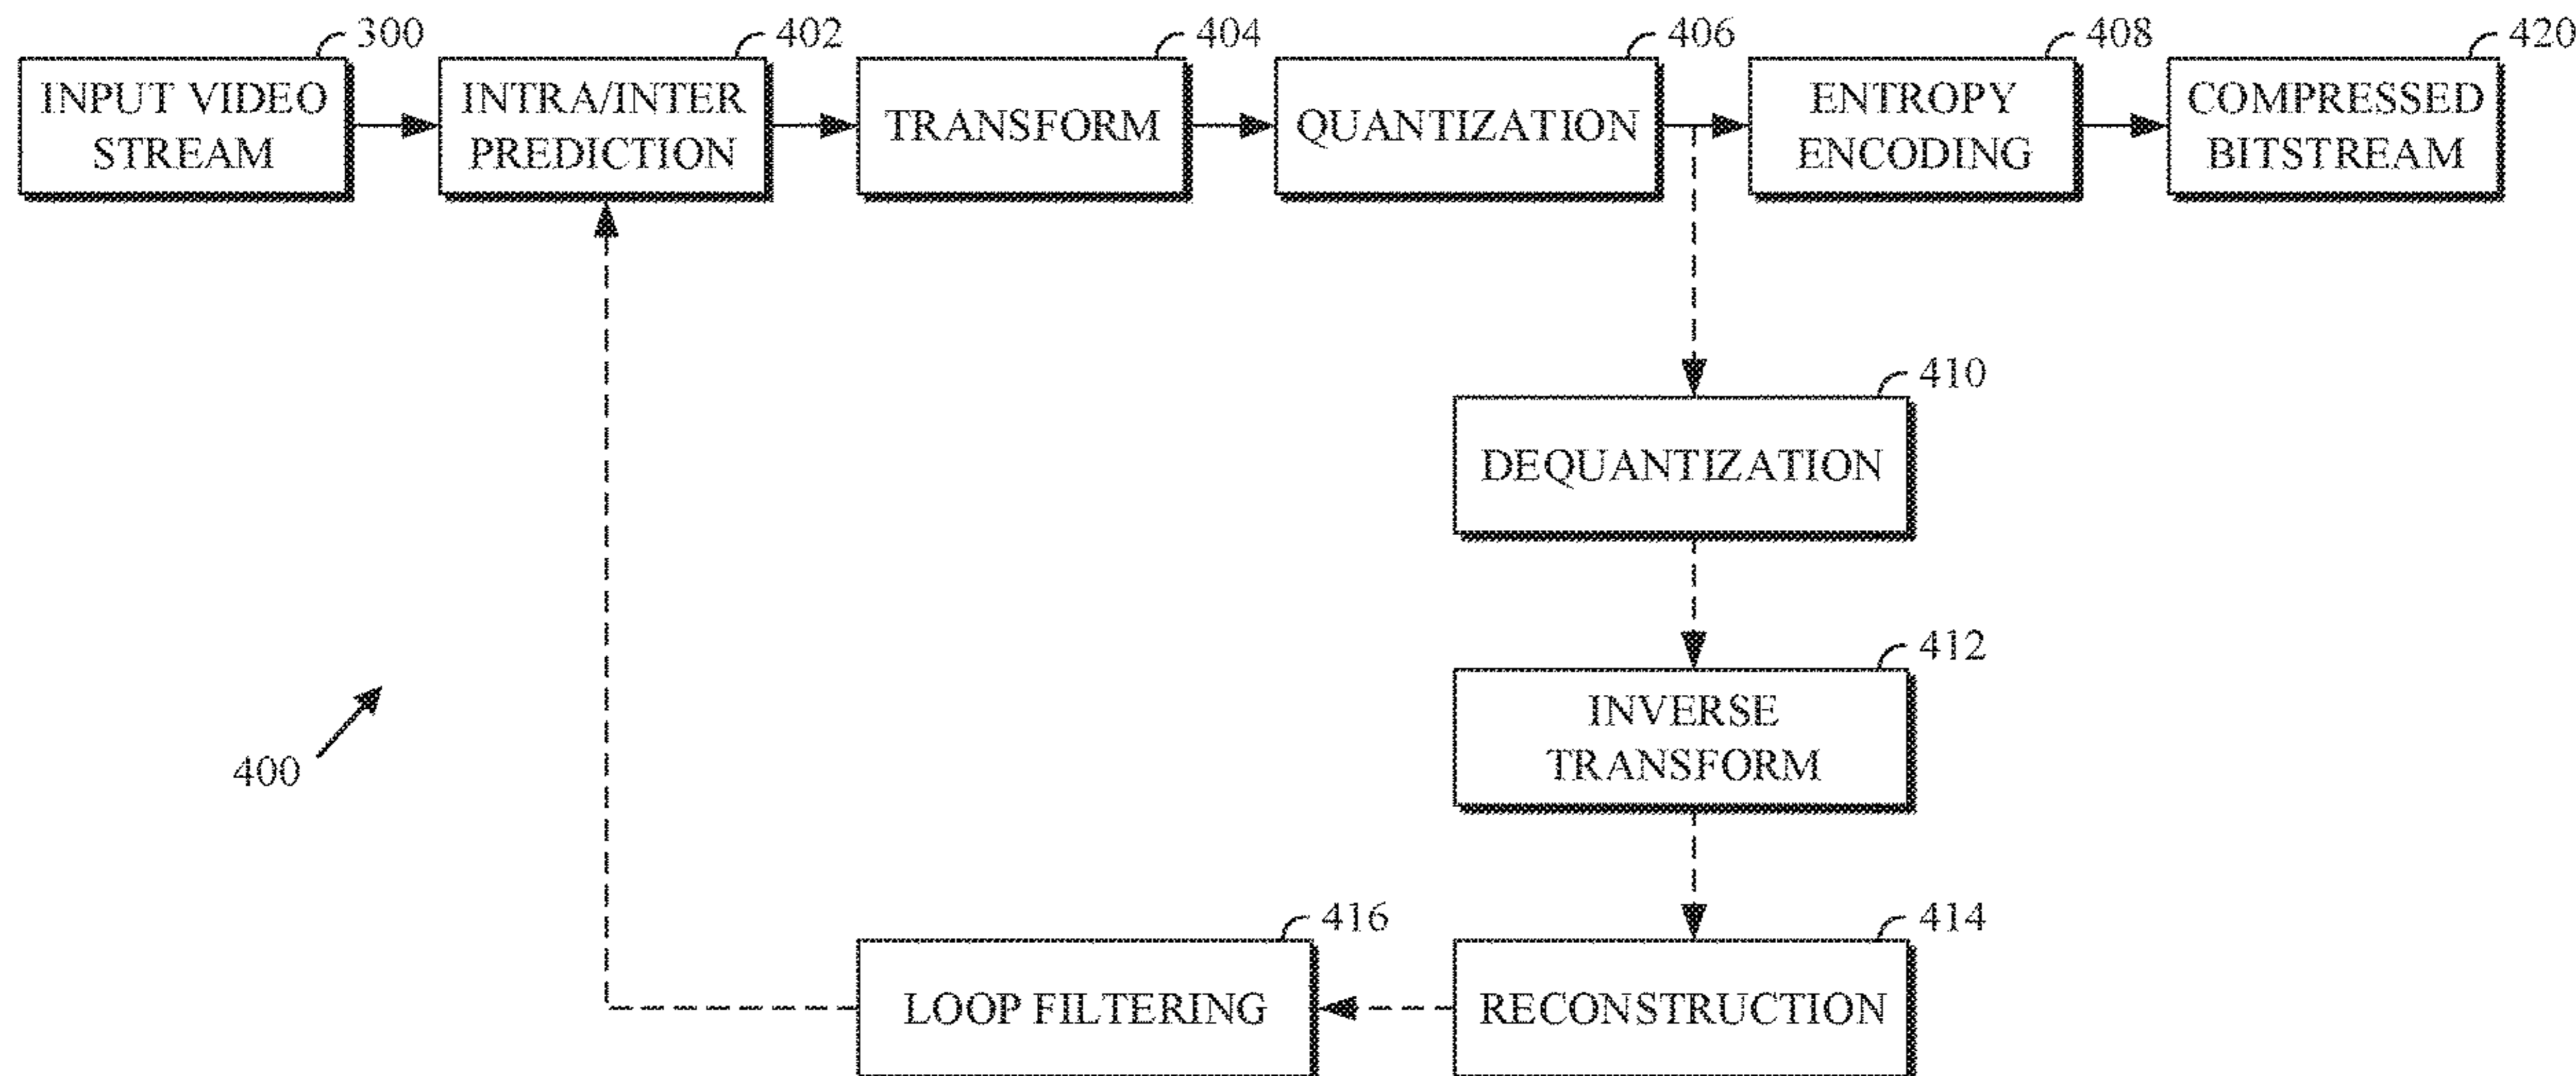 300
402
404
406
408
420
INPUT VIDEO
STREAM
INTRA/INTER
PREDICTION
TRANSFORM
QUANTIZATION
ENTROPY
ENCODING
COMPRESSED
BITSTREAM
410
DEQUANTIZATION
412
INVERSE
TRANSFORM
400
416
414
LOOP FILTERING
RECONSTRUCTION